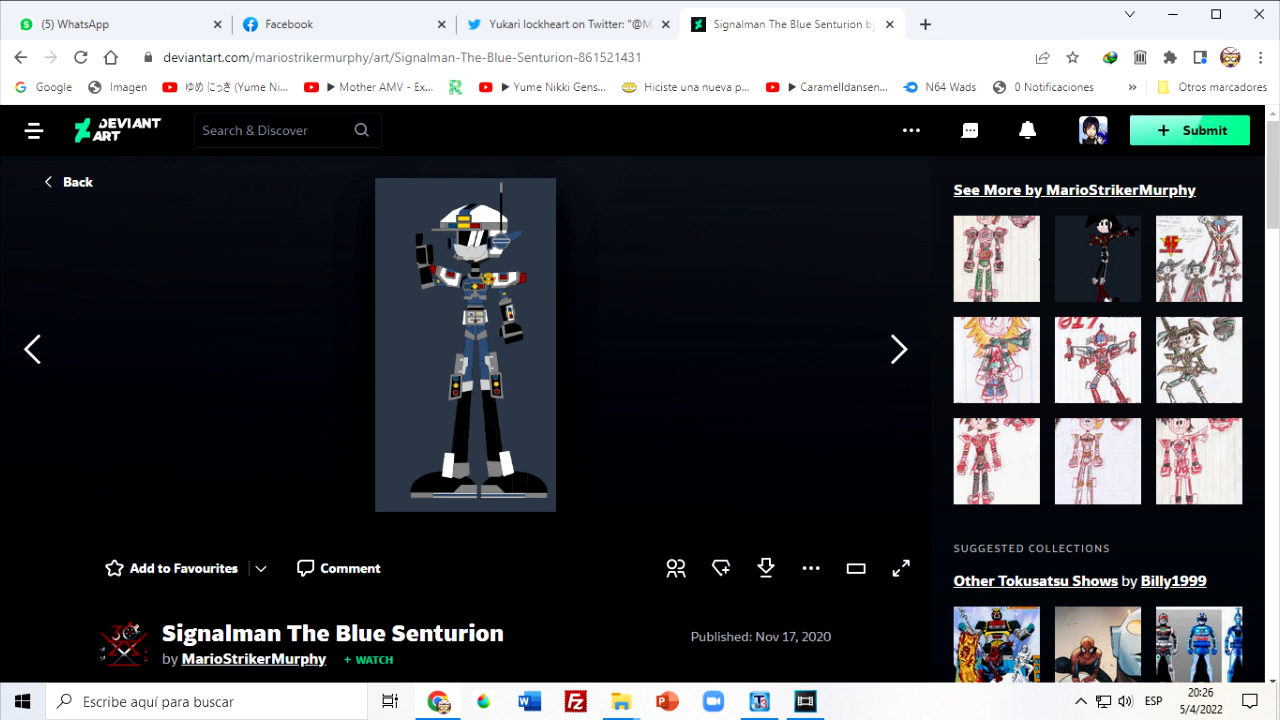 (5) WhatsApp
Facebook
Yukari lockheart on Twitter: "@M
Signalman The Blue Senturion by
deviantart.com/mariostrikermurphy/art/Signalman-The-Blue-Senturion-861521431
Google
Imagen
ゆめにっき (Yume Ni...
▶ Mother AMV - Ex...
▶ Yume Nikki Gens...
Hiciste una nueva p...
▶ Caramelldansen...
N64 Wads
0 Notificaciones
»
Otros marcadores
DEVIANT
ART
Search & Discover
Submit
Back
See More by MarioStrikerMurphy
Add to Favourites
Comment
SUGGESTED COLLECTIONS
Other Tokusatsu Shows by Billy1999
Signalman The Blue Senturion
Published: Nov 17, 2020
by MarioStrikerMurphy
+ WATCH
Escribe aquí para buscar
ESP
20:26
5/4/2022